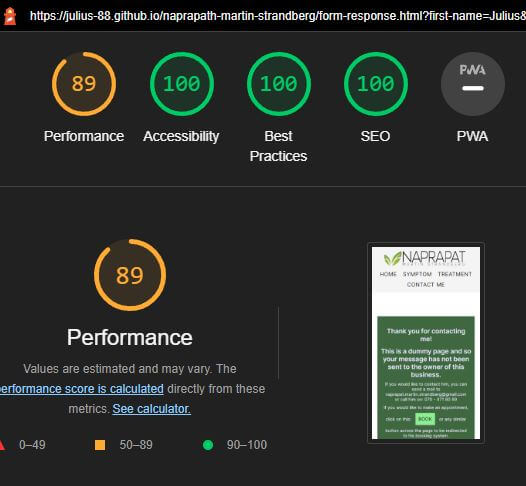 https://julius-88.github.io/naprapath-martin-strandberg/form-response.html?first-name=Julius&
89
100
100
100
PWA
Performance
Accessibility
Best
Practices
SEO
PWA
89
Performance
Values are estimated and may vary. The
performance score is calculated directly from these
metrics. See calculator.
0–49
50–89
90–100
NAPRAPAT
MARTIN STRANDBERG
HOME SYMPTOM TREATMENT
CONTACT ME
Thank you for contacting
me!
This is a dummy page and so
your message has not been
sent to the owner of this
business.
If you would like to contact him, you can
send a mail to
naprapat.martin.strandberg@gmail.com
or call him on: 076 -
If you would like to make an appointment,
click on this BOOK or any similar
button across the page to be redirected
to his booking system.